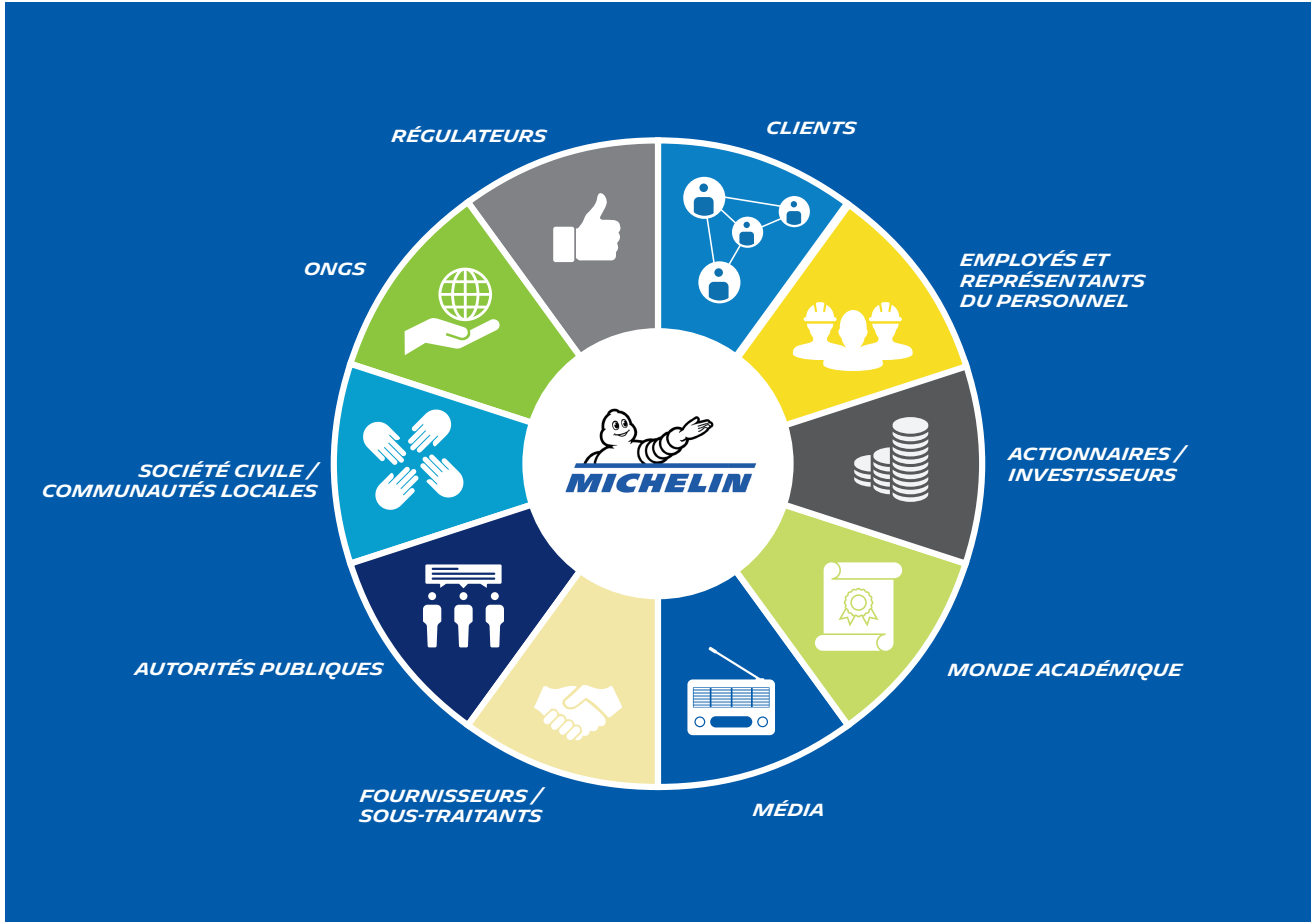 CLIENTS
RÉGULATEURS
EMPLOYÉS ET
REPRÉSENTANTS
DU PERSONNEL
ONGS
ACTIONNAIRES /
INVESTISSEURS
MICHELIN
SOCIÉTÉ CIVILE /
COMMUNAUTÉS LOCALES
MONDE ACADÉMIQUE
AUTORITÉS PUBLIQUES
FOURNISSEURS /
SOUS-TRAITANTS
MÉDIA